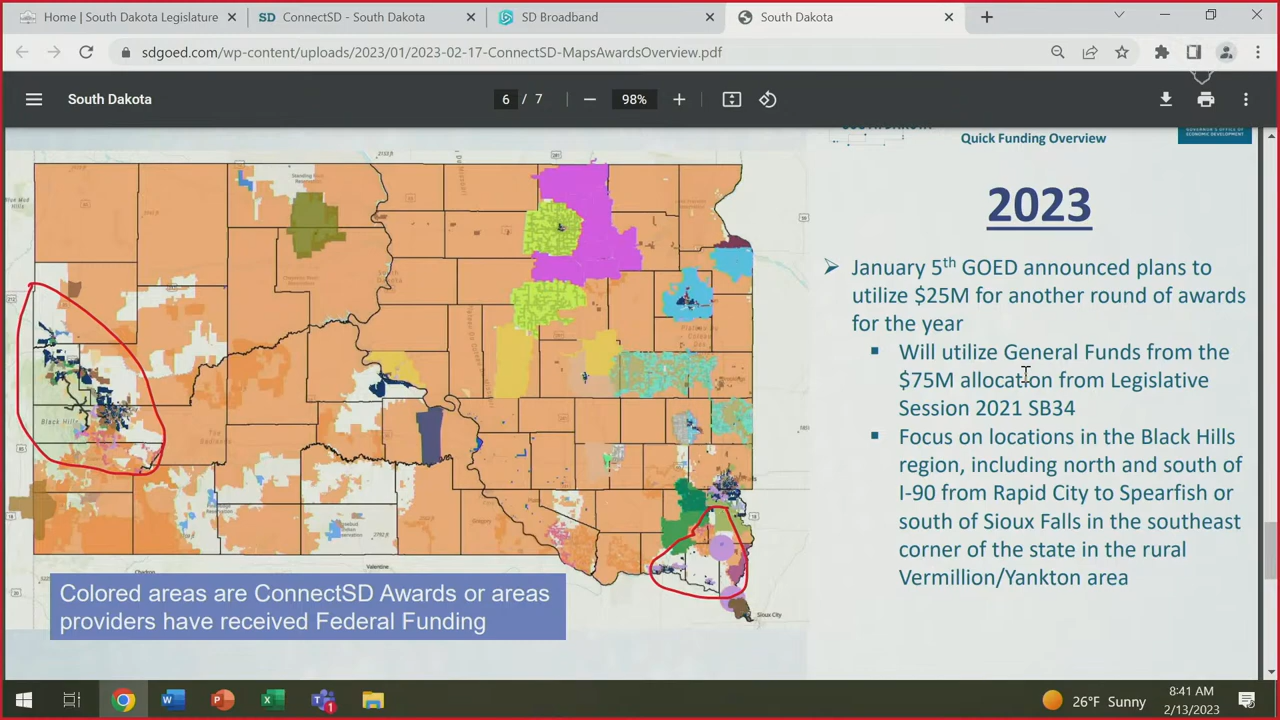 Home | South Dakota Legislature
ConnectSD - South Dakota
SD Broadband
South Dakota
sdgoed.com/wp-content/uploads/2023/01/2023-02-17-ConnectSD-MapsAwardsOverview.pdf
South Dakota
6 / 7
98%
Quick Funding Overview
2023
➢ January 5th GOED announced plans to
utilize $25M for another round of awards
for the year
▪ Will utilize General Funds from the
$75M allocation from Legislative
Session 2021 SB34
▪ Focus on locations in the Black Hills
region, including north and south of
I-90 from Rapid City to Spearfish or
south of Sioux Falls in the southeast
corner of the state in the rural
Vermillion/Yankton area
Black Hills
Valentine
Sioux City
Colored areas are ConnectSD Awards or areas
providers have received Federal Funding
26°F Sunny
8:41 AM
2/13/2023